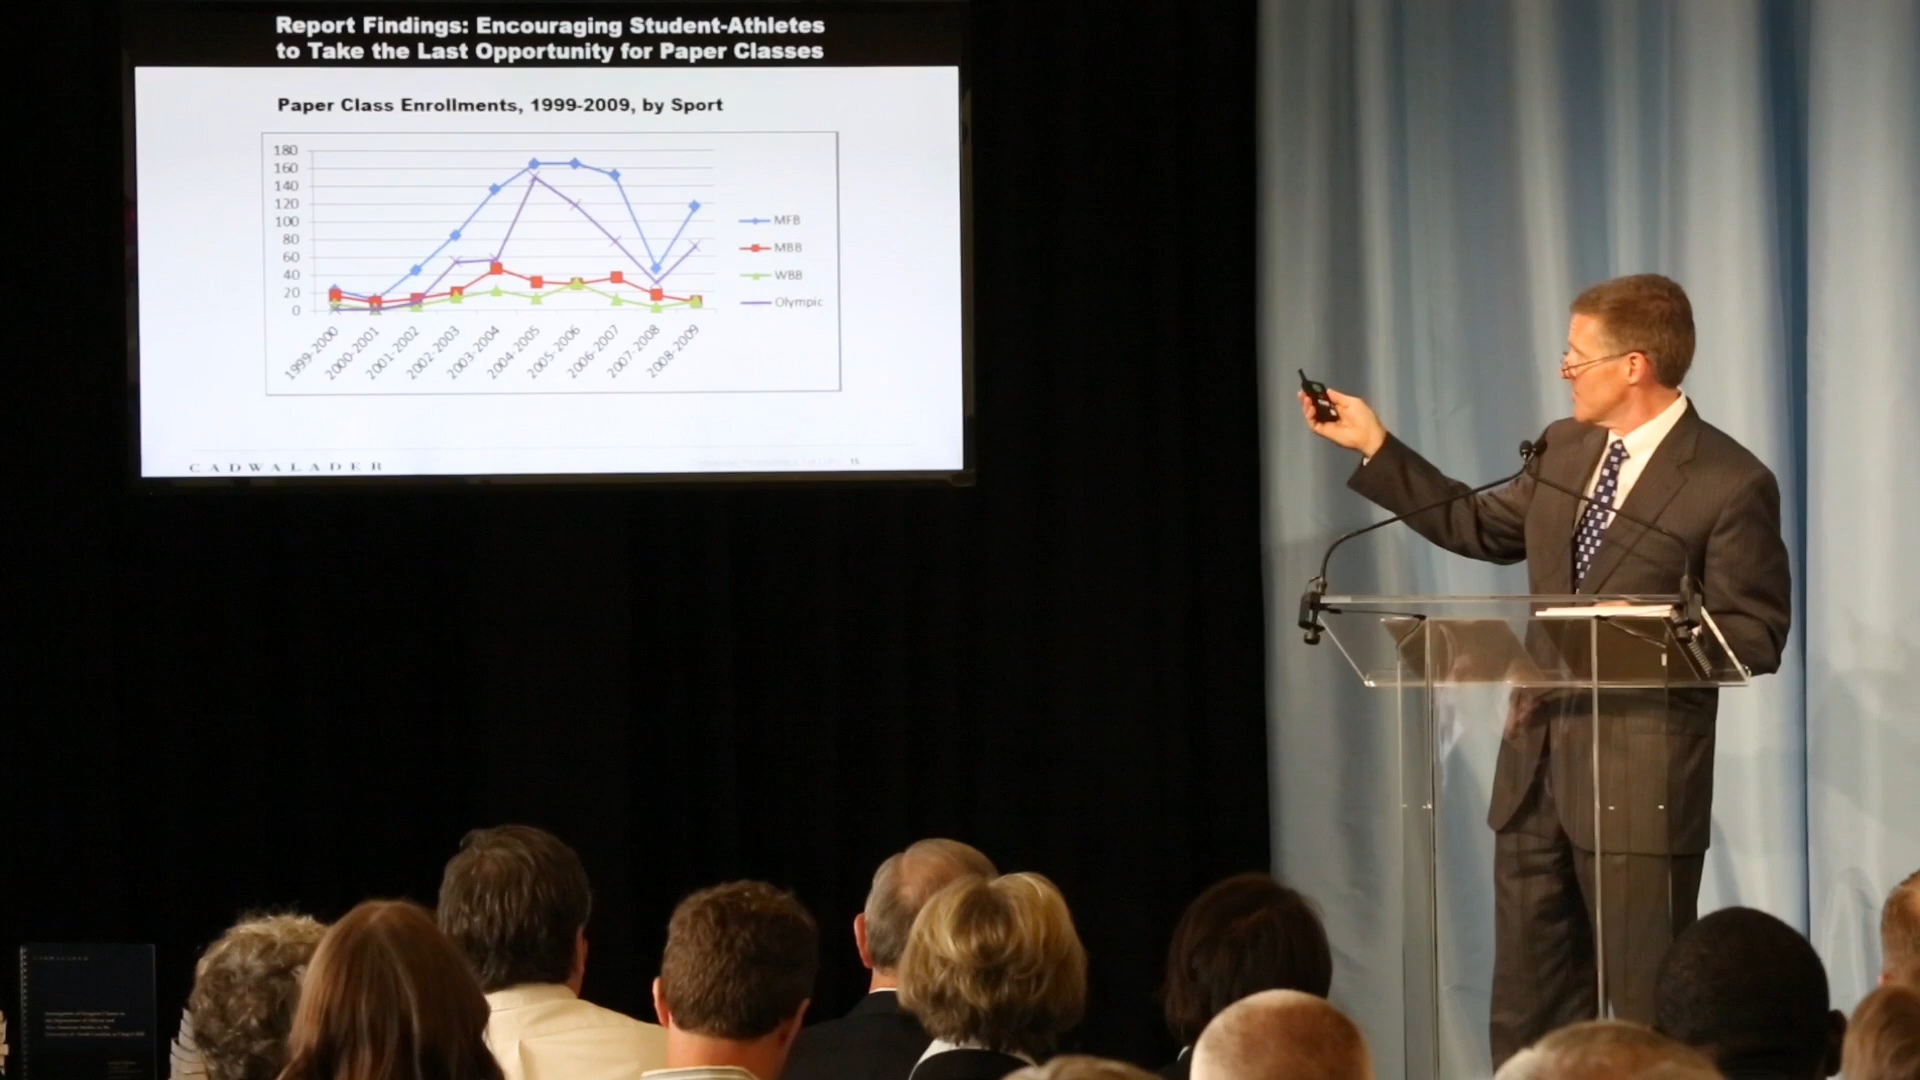 Report Findings: Encouraging Student-Athletes
to Take the Last Opportunity for Paper Classes
Paper Class Enrollments, 1999-2009, by Sport
180
160
140
120
100
80
60
40
20
0
1999-2000
2000-2001
2001-2002
2002-2003
2003-2004
2004-2005
2005-2006
2006-2007
2007-2008
2008-2009
MFB
MBB
WBB
Olympic
CADWALADER
15
CADWALADER